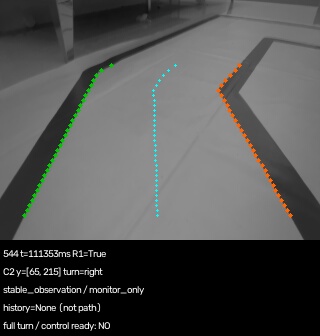 544 t=111353ms R1=True
C2 y=[65, 215] turn=right
stable_observation / monitor_only
history=None (not path)
full turn / control ready: NO